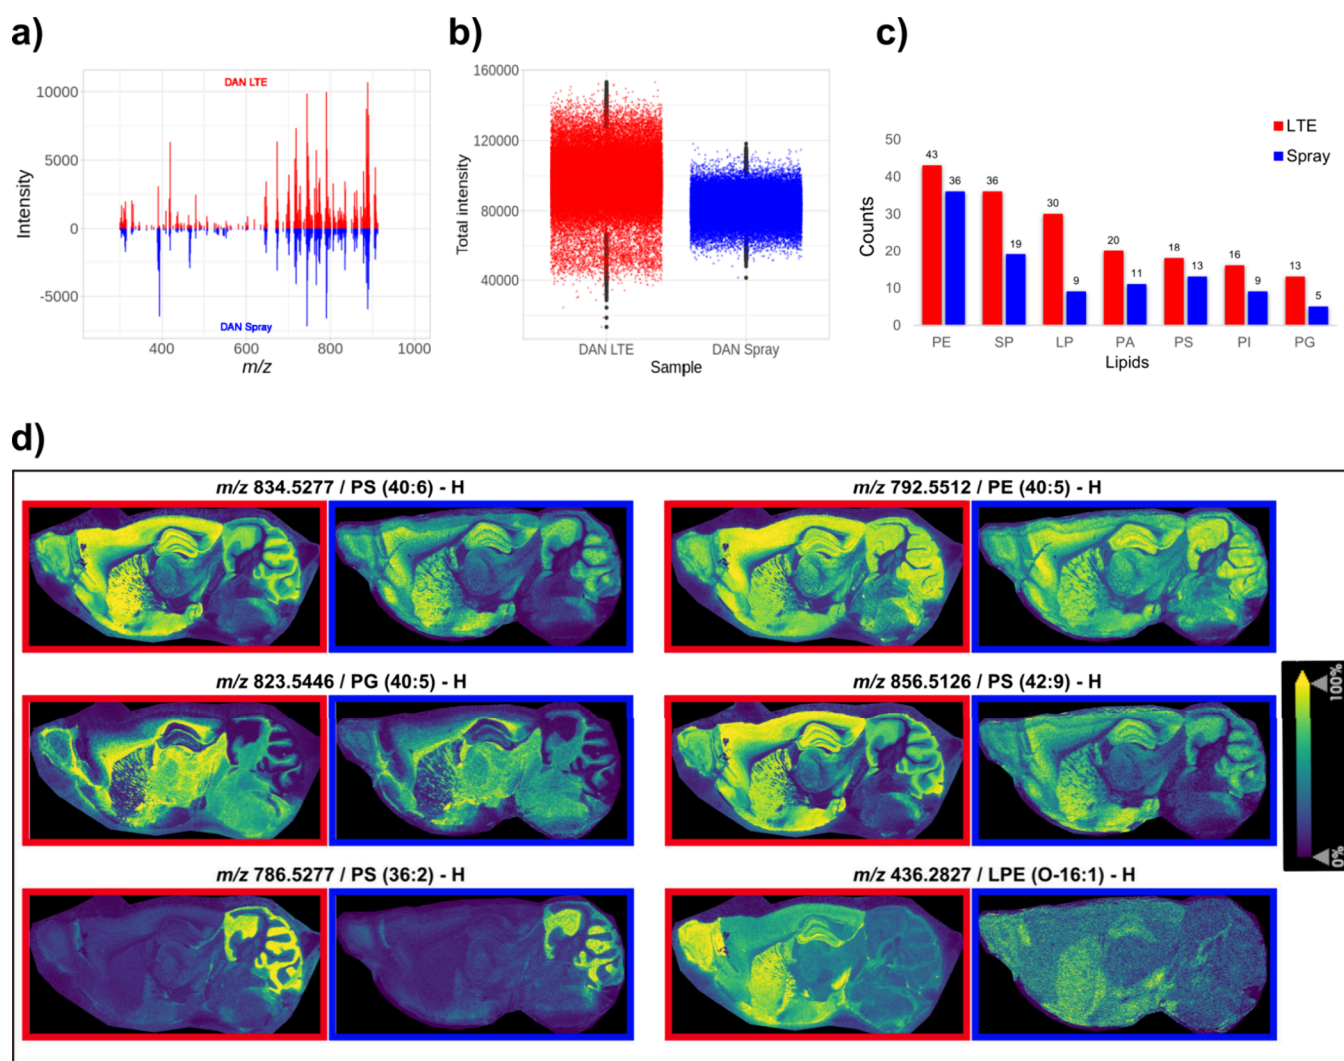 a)
DAN LTE
10000
5000
0
-5000
Intensity
DAN Spray
400
600
800
1000
m/z
b)
160000
120000
80000
40000
Total intensity
DAN LTE
DAN Spray
Sample
c)
LTE
Spray
50
40
30
20
10
0
Counts
43
36
36
19
30
9
20
11
18
13
16
9
13
5
PE
SP
LP
PA
PS
PI
PG
Lipids
d)
m/z 834.5277 / PS (40:6) - H
m/z 792.5512 / PE (40:5) - H
m/z 823.5446 / PG (40:5) - H
m/z 856.5126 / PS (42:9) - H
m/z 786.5277 / PS (36:2) - H
m/z 436.2827 / LPE (O-16:1) - H
100%
0%